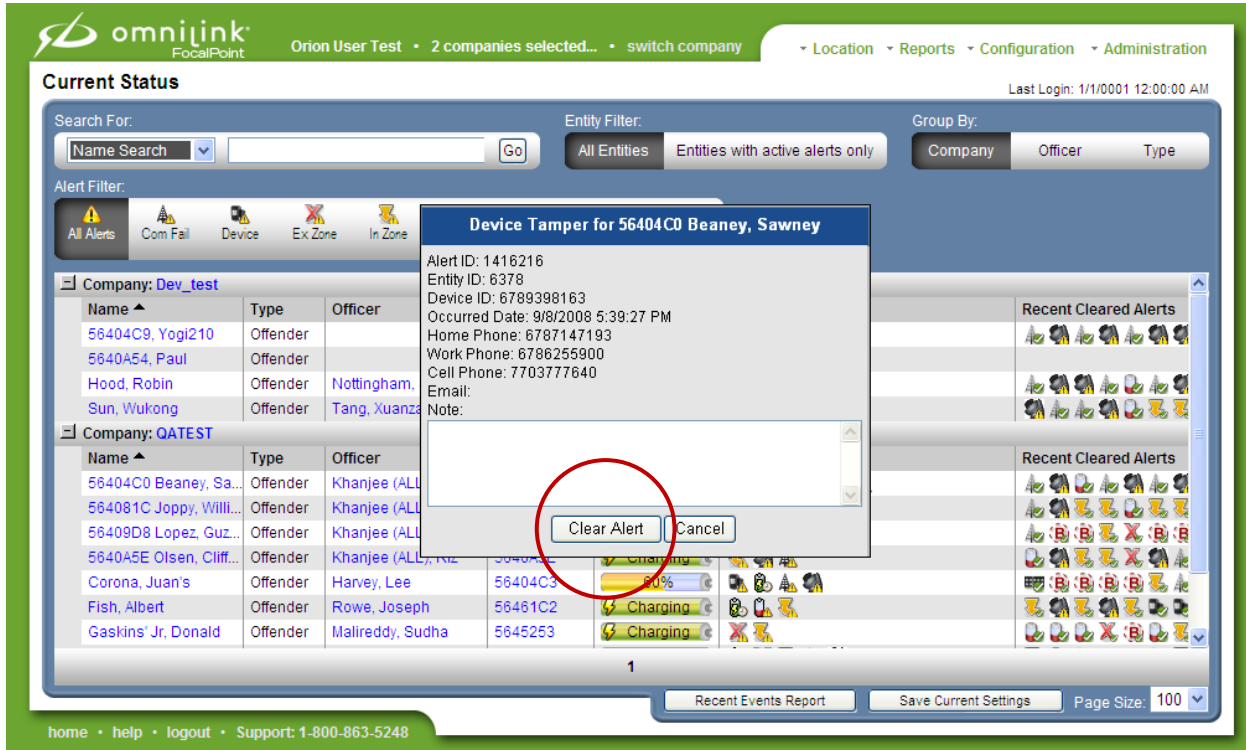 omnilink
FocalPoint
Orion User Test • 2 companies selected... • switch company
Location Reports Configuration Administration
Current Status
Last Login: 1/1/0001 12:00:00 AM
Search For:
Entity Filter:
Group By:
Name Search
Go
All Entities Entities with active alerts only
Company Officer Type
Alert Filter:
All Alerts Com Fail Device Ex Zone In Zone
Device Tamper for 56404C0 Beaney, Sawney
Alert ID: 1416216
Entity ID: 6378
Device ID: 6789398163
Occurred Date: 9/8/2008 5:39:27 PM
Home Phone: 6787147193
Work Phone: 6786255900
Cell Phone: 7703777640
Email:
Note:
Clear Alert Cancel
Company: Dev_test
Name Type Officer Recent Cleared Alerts
56404C9, Yogi210 Offender
5640A54, Paul Offender
Hood, Robin Offender Nottingham,
Sun, Wukong Offender Tang, Xuanza
Company: QATEST
Name Type Officer Recent Cleared Alerts
56404C0 Beaney, Sa... Offender Khanjee (ALL
564081C Joppy, Willi... Offender Khanjee (ALL
56409D8 Lopez, Guz... Offender Khanjee (ALL
5640A5E Olsen, Cliff... Offender Khanjee (ALL), Riz 5640A5E Charging
Corona, Juan's Offender Harvey, Lee 56404C3 60%
Fish, Albert Offender Rowe, Joseph 56461C2 Charging
Gaskins' Jr, Donald Offender Malireddy, Sudha 5645253 Charging
1
Recent Events Report Save Current Settings Page Size: 100
home • help • logout • Support: 1-800-863-5248